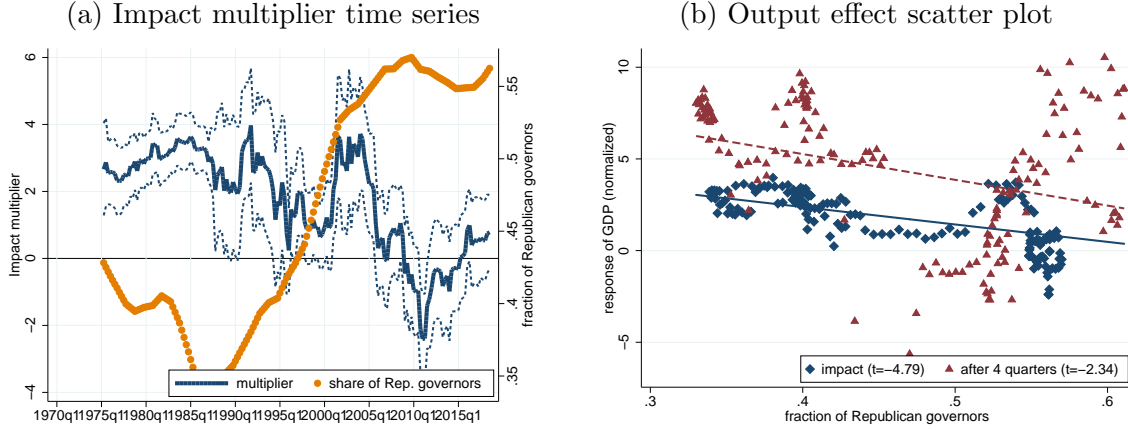 (a) Impact multiplier time series
6
4
2
0
−2
−4
Impact multiplier
.55
.5
.45
.4
.35
fraction of Republican governors
multiplier
share of Rep. governors
1970q1 1975q1 1980q1 1985q1 1990q1 1995q1 2000q1 2005q1 2010q1 2015q1
(b) Output effect scatter plot
10
5
0
−5
response of GDP (normalized)
impact (t=−4.79)
after 4 quarters (t=−2.34)
.3 .4 .5 .6
fraction of Republican governors